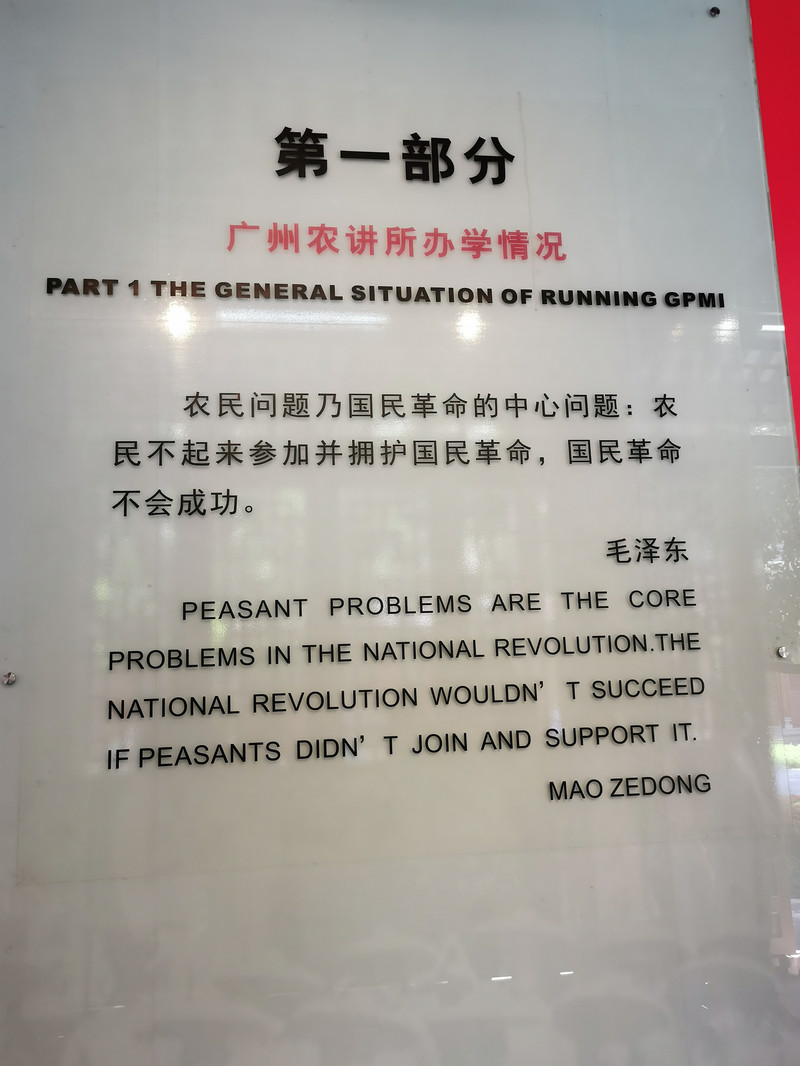 第一部分
广州农讲所办学情况
PART 1 THE GENERAL SITUATION OF RUNNING GPMI
农民问题乃国民革命的中心问题：农
民不起来参加并拥护国民革命，国民革命
不会成功。
毛泽东
PEASANT PROBLEMS ARE THE CORE
PROBLEMS IN THE NATIONAL REVOLUTION.THE
NATIONAL REVOLUTION WOULDN’ T SUCCEED
IF PEASANTS DIDN’ T JOIN AND SUPPORT IT.
MAO ZEDONG